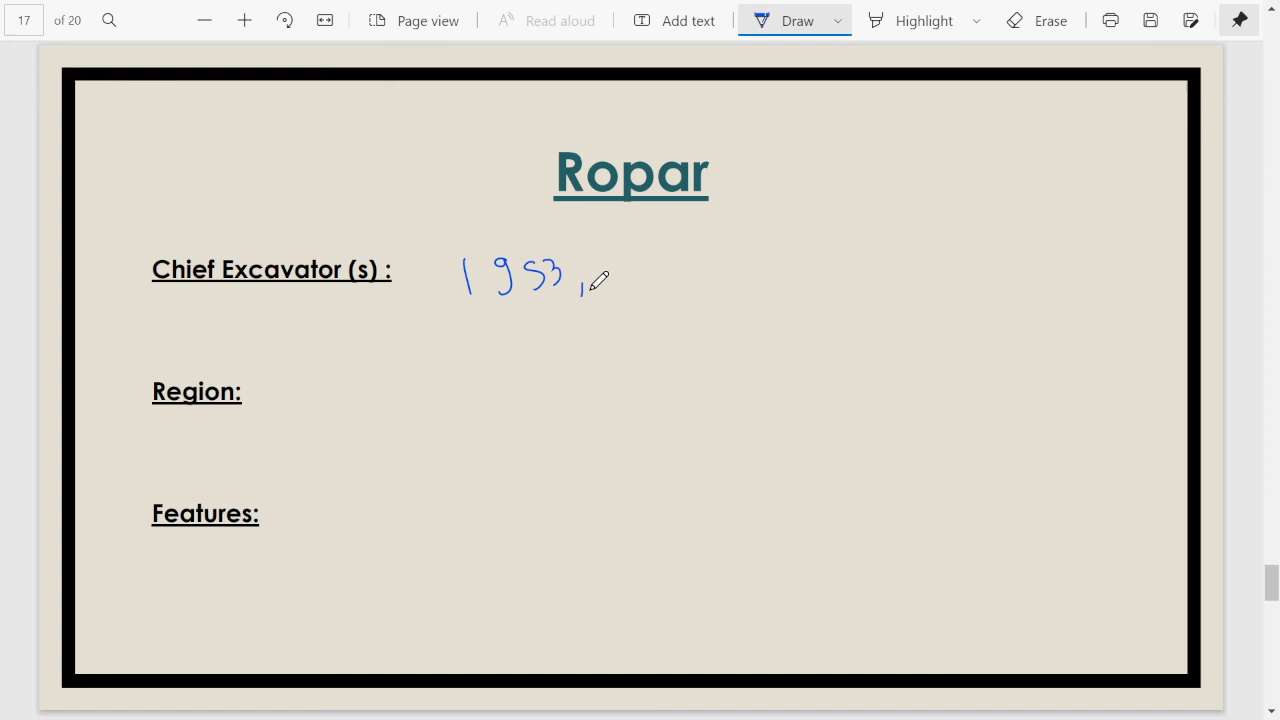 17 of 20 Page view Read aloud Add text Draw Highlight Erase
Ropar
Chief Excavator (s) : 1953,
Region:
Features: